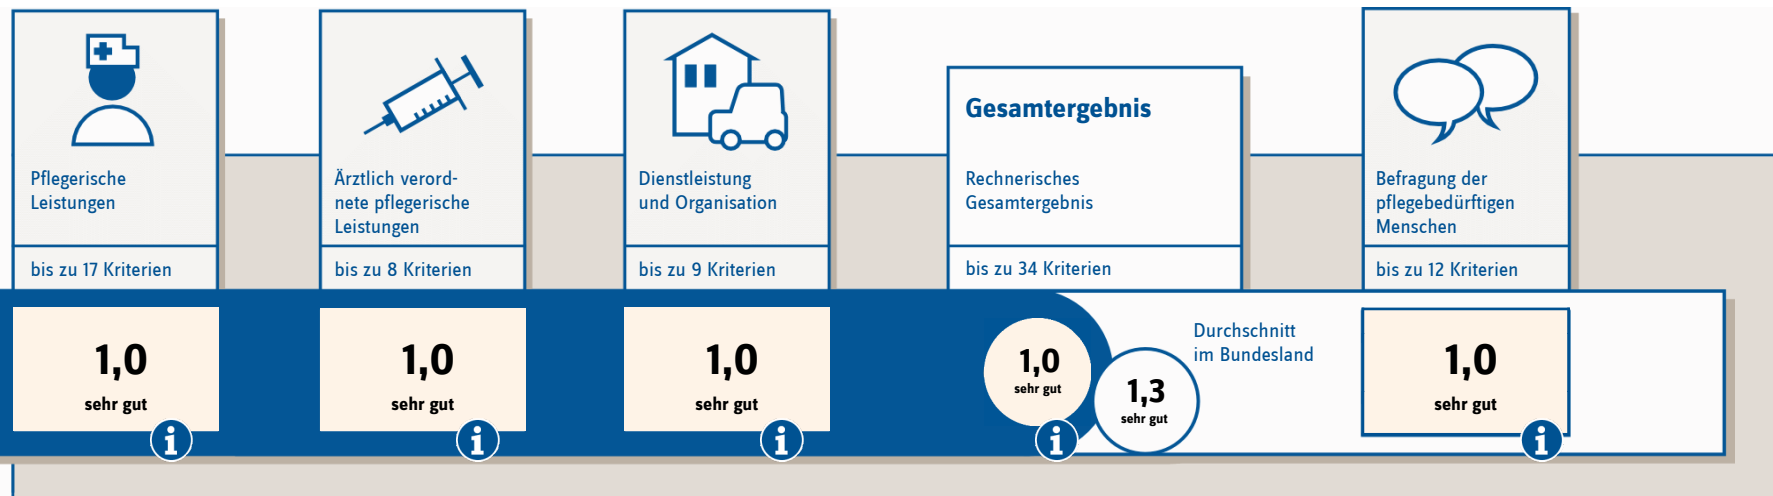 Pflegerische
Leistungen
bis zu 17 Kriterien
1,0
sehr gut
i
Ärztlich verord-
nete pflegerische
Leistungen
bis zu 8 Kriterien
1,0
sehr gut
i
Dienstleistung
und Organisation
bis zu 9 Kriterien
1,0
sehr gut
i
Gesamtergebnis
Rechnerisches
Gesamtergebnis
bis zu 34 Kriterien
1,0
sehr gut
i
Durchschnitt
im Bundesland
1,3
sehr gut
Befragung der
pflegebedürftigen
Menschen
bis zu 12 Kriterien
1,0
sehr gut
i